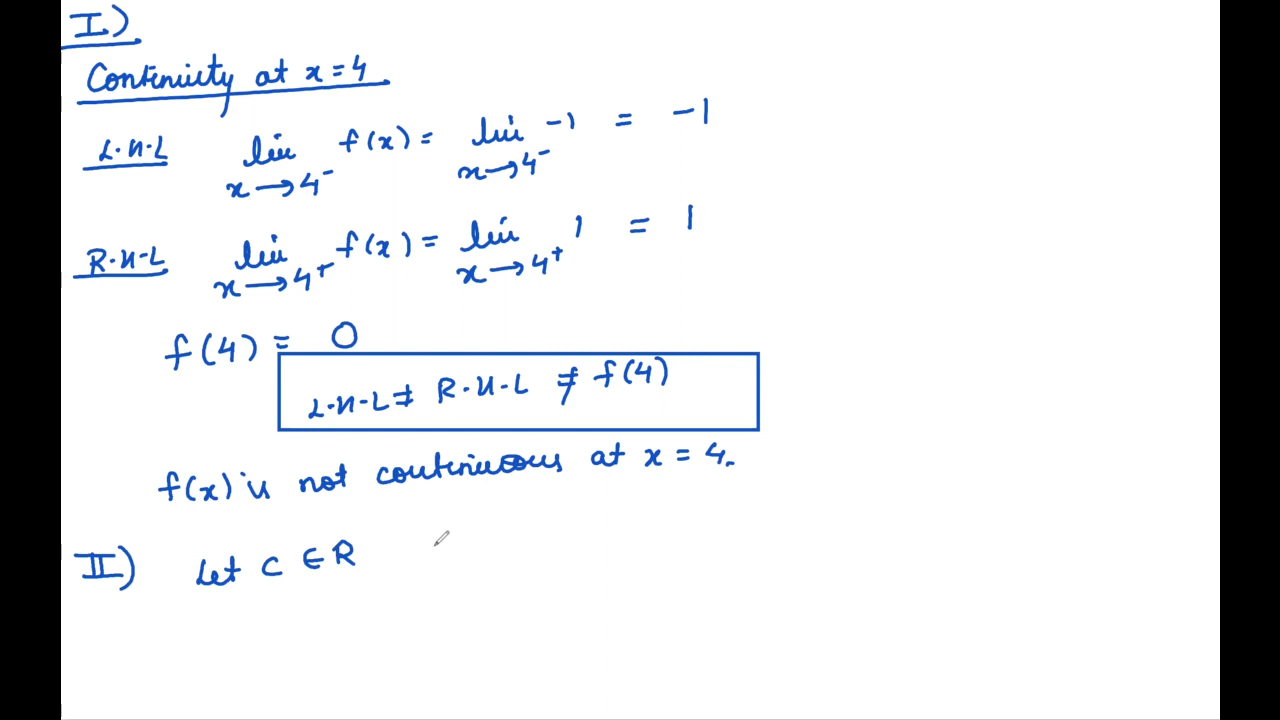 I)
Continuity at x = 4
L.H.L lim x→4⁻ f(x) = lim x→4⁻ -1 = -1
R.H.L lim x→4⁺ f(x) = lim x→4⁺ 1 = 1
f(4) = 0
L.H.L ≠ R.H.L ≠ f(4)
f(x) is not continuous at x = 4.
II) Let c ∈ R